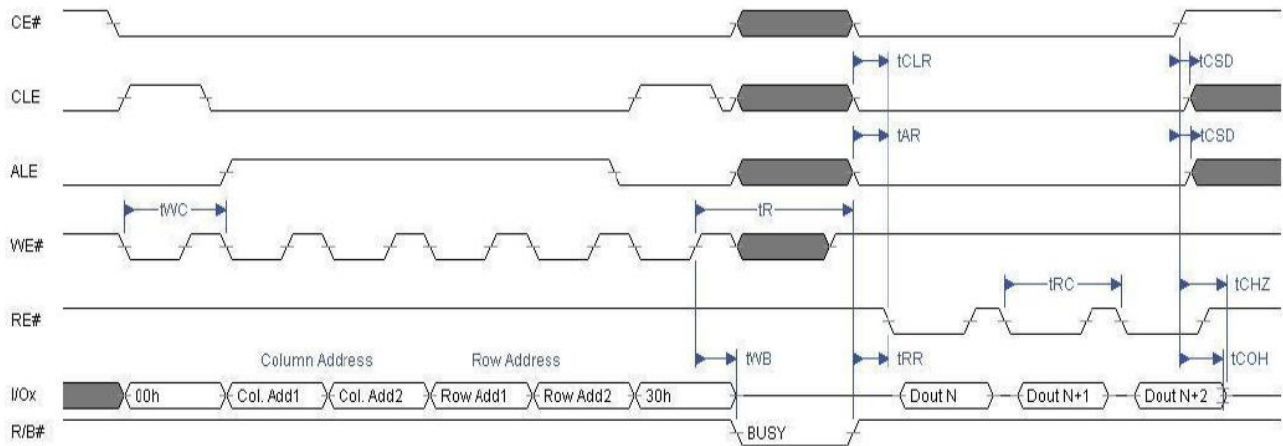 CE#
tCLR
tCSD
CLE
tAR
tCSD
ALE
tWC
tR
WE#
tRC
tCHZ
RE#
Column Address
Row Address
tWB
tRR
tCOH
I/Ox
00h
Col. Add1
Col. Add2
Row Add1
Row Add2
30h
Dout N
Dout N+1
Dout N+2
R/B#
BUSY